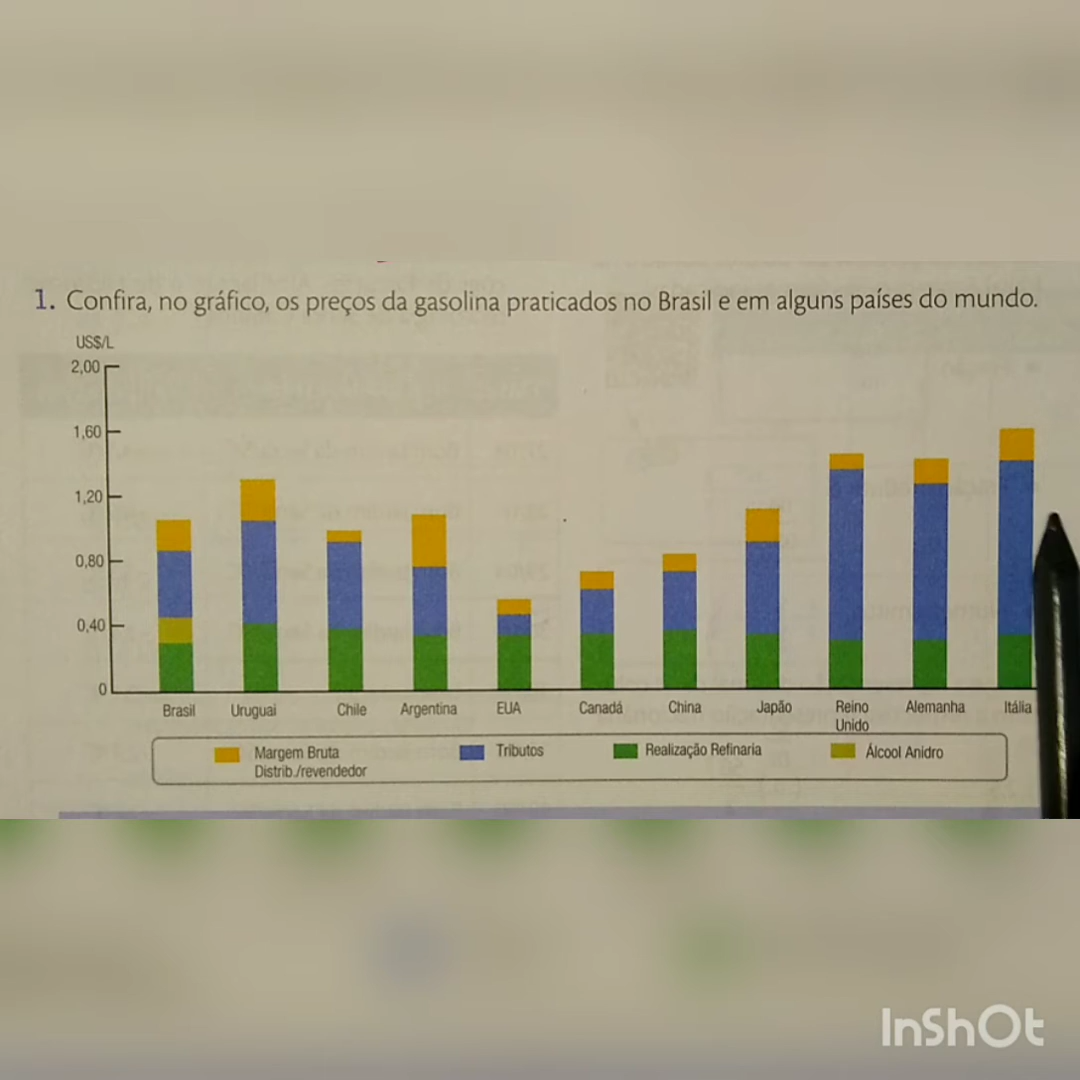 1. Confira, no gráfico, os preços da gasolina praticados no Brasil e em alguns países do mundo.
US$/L
2,00
1,60
1,20
0,80
0,40
0
Brasil Uruguai Chile Argentina EUA Canadá China Japão Reino Unido Alemanha Itália
Margem Bruta Distrib./revendedor
Tributos
Realização Refinaria
Álcool Anidro
InShOt